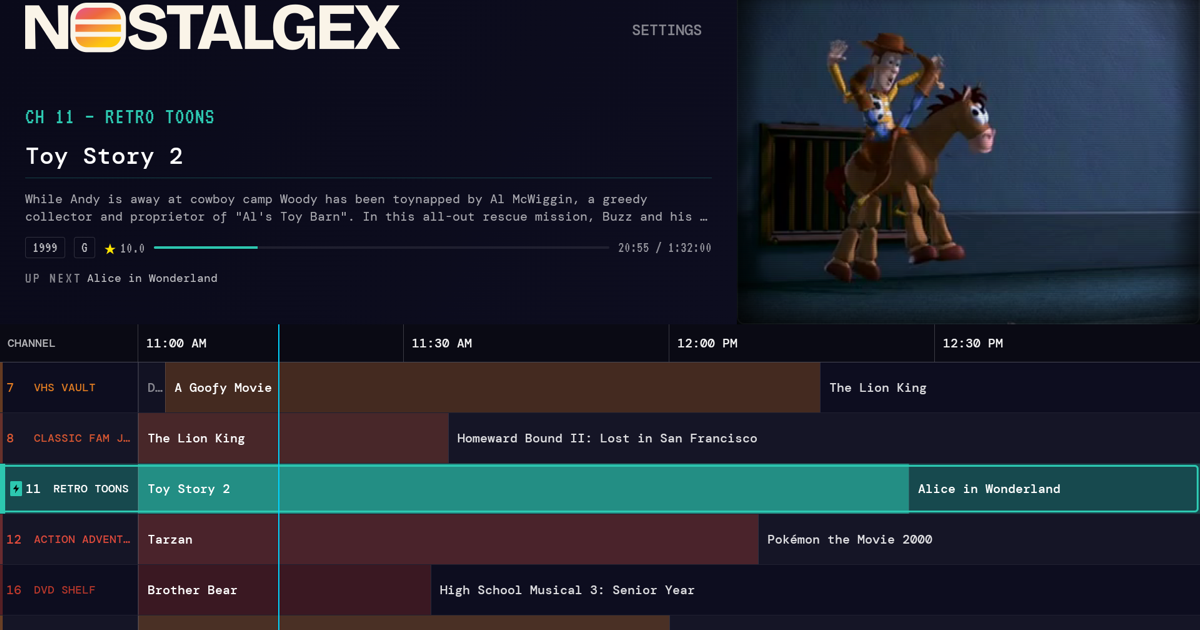 NOSTALGEX
SETTINGS
CH 11 – RETRO TOONS
Toy Story 2
While Andy is away at cowboy camp Woody has been toynapped by Al McWiggin, a greedy
collector and proprietor of "Al's Toy Barn". In this all-out rescue mission, Buzz and his …
1999 G ★ 10.0 20:55 / 1:32:00
UP NEXT Alice in Wonderland
CHANNEL 11:00 AM 11:30 AM 12:00 PM 12:30 PM
7 VHS VAULT D… A Goofy Movie The Lion King
8 CLASSIC FAM J… The Lion King Homeward Bound II: Lost in San Francisco
11 RETRO TOONS Toy Story 2 Alice in Wonderland
12 ACTION ADVENT… Tarzan Pokémon the Movie 2000
16 DVD SHELF Brother Bear High School Musical 3: Senior Year